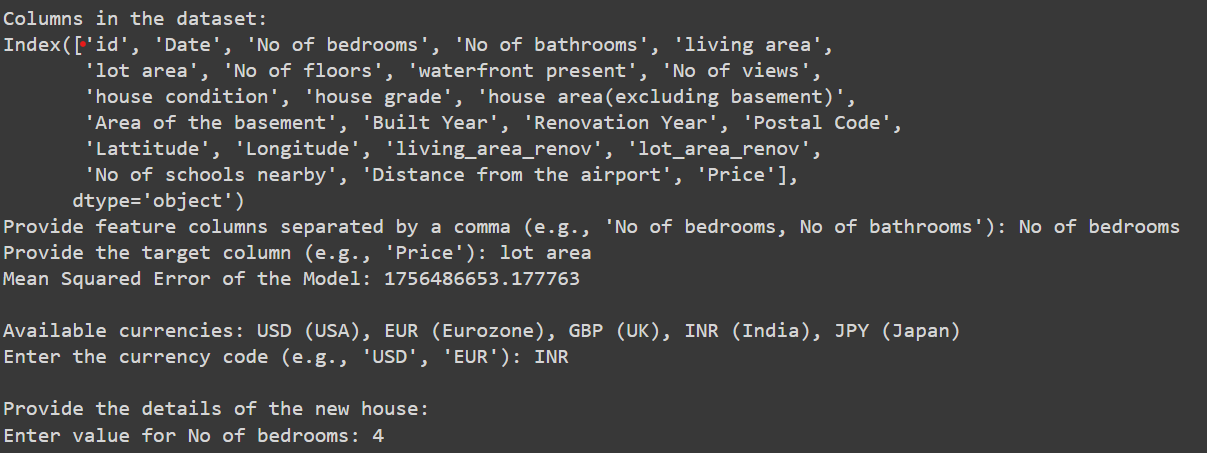 Columns in the dataset:
Index(['id', 'Date', 'No of bedrooms', 'No of bathrooms', 'living area',
'lot area', 'No of floors', 'waterfront present', 'No of views',
'house condition', 'house grade', 'house area(excluding basement)',
'Area of the basement', 'Built Year', 'Renovation Year', 'Postal Code',
'Lattitude', 'Longitude', 'living_area_renov', 'lot_area_renov',
'No of schools nearby', 'Distance from the airport', 'Price'],
dtype='object')
Provide feature columns separated by a comma (e.g., 'No of bedrooms, No of bathrooms'): No of bedrooms
Provide the target column (e.g., 'Price'): lot area
Mean Squared Error of the Model: 1756486653.177763
Available currencies: USD (USA), EUR (Eurozone), GBP (UK), INR (India), JPY (Japan)
Enter the currency code (e.g., 'USD', 'EUR'): INR
Provide the details of the new house:
Enter value for No of bedrooms: 4